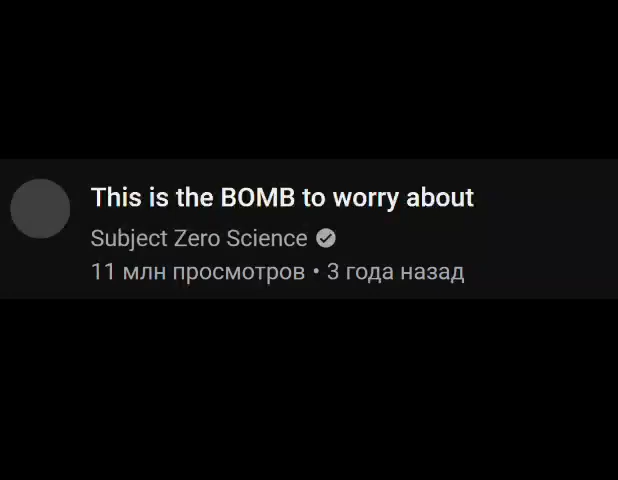 This is the BOMB to worry about
Subject Zero Science
11 млн просмотров • 3 года назад